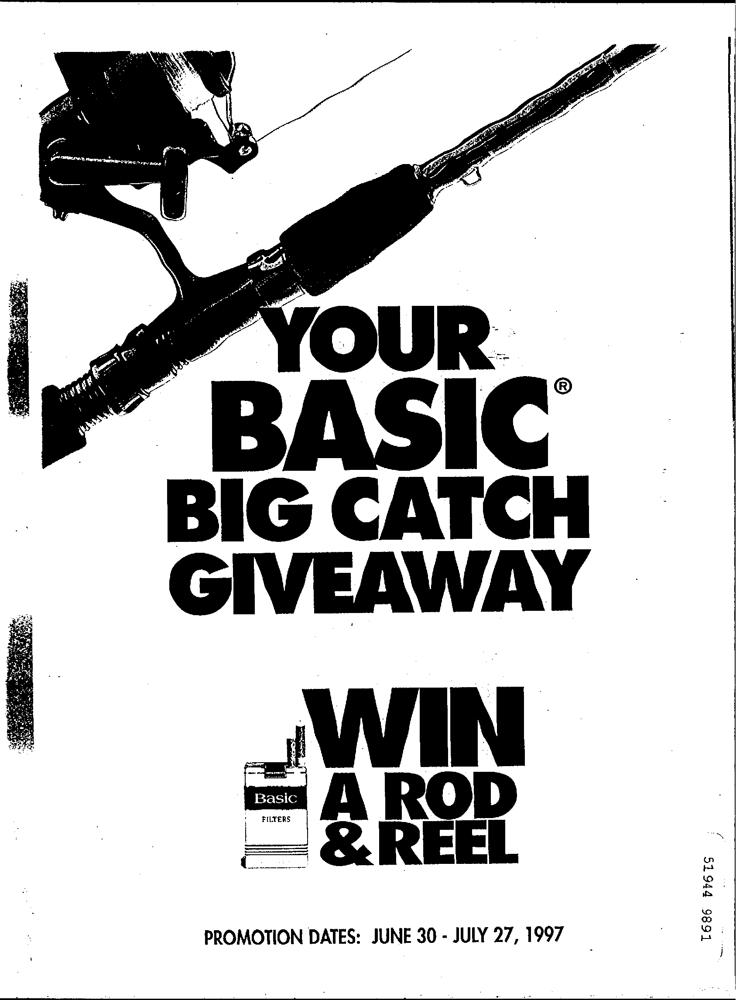 YOUR
BASIC®
BIG CATCH
GIVEAWAY
WIN
A ROD
& REEL
Basic
FILTERS
PROMOTION DATES: JUNE 30 - JULY 27, 1997
51944 9891